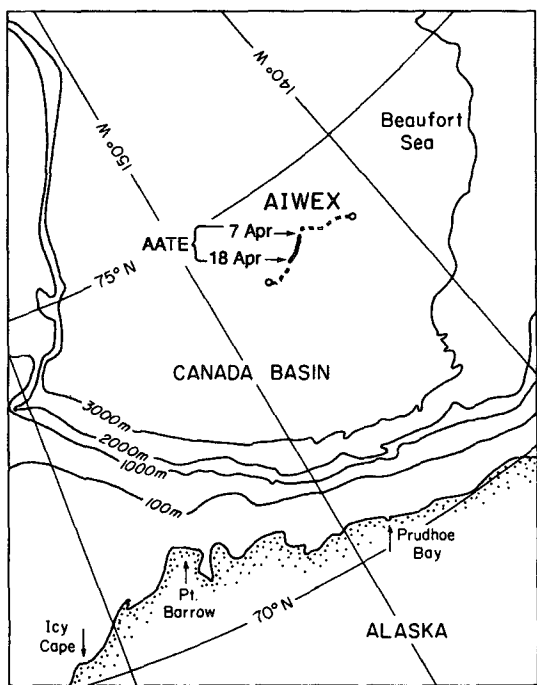 140° W
150° W
Beaufort
Sea
AIWEX
AATE
7 Apr
18 Apr
75° N
CANADA BASIN
3000m
2000m
1000m
100m
Prudhoe
Bay
Pt.
Barrow
70° N
Icy
Cape
ALASKA